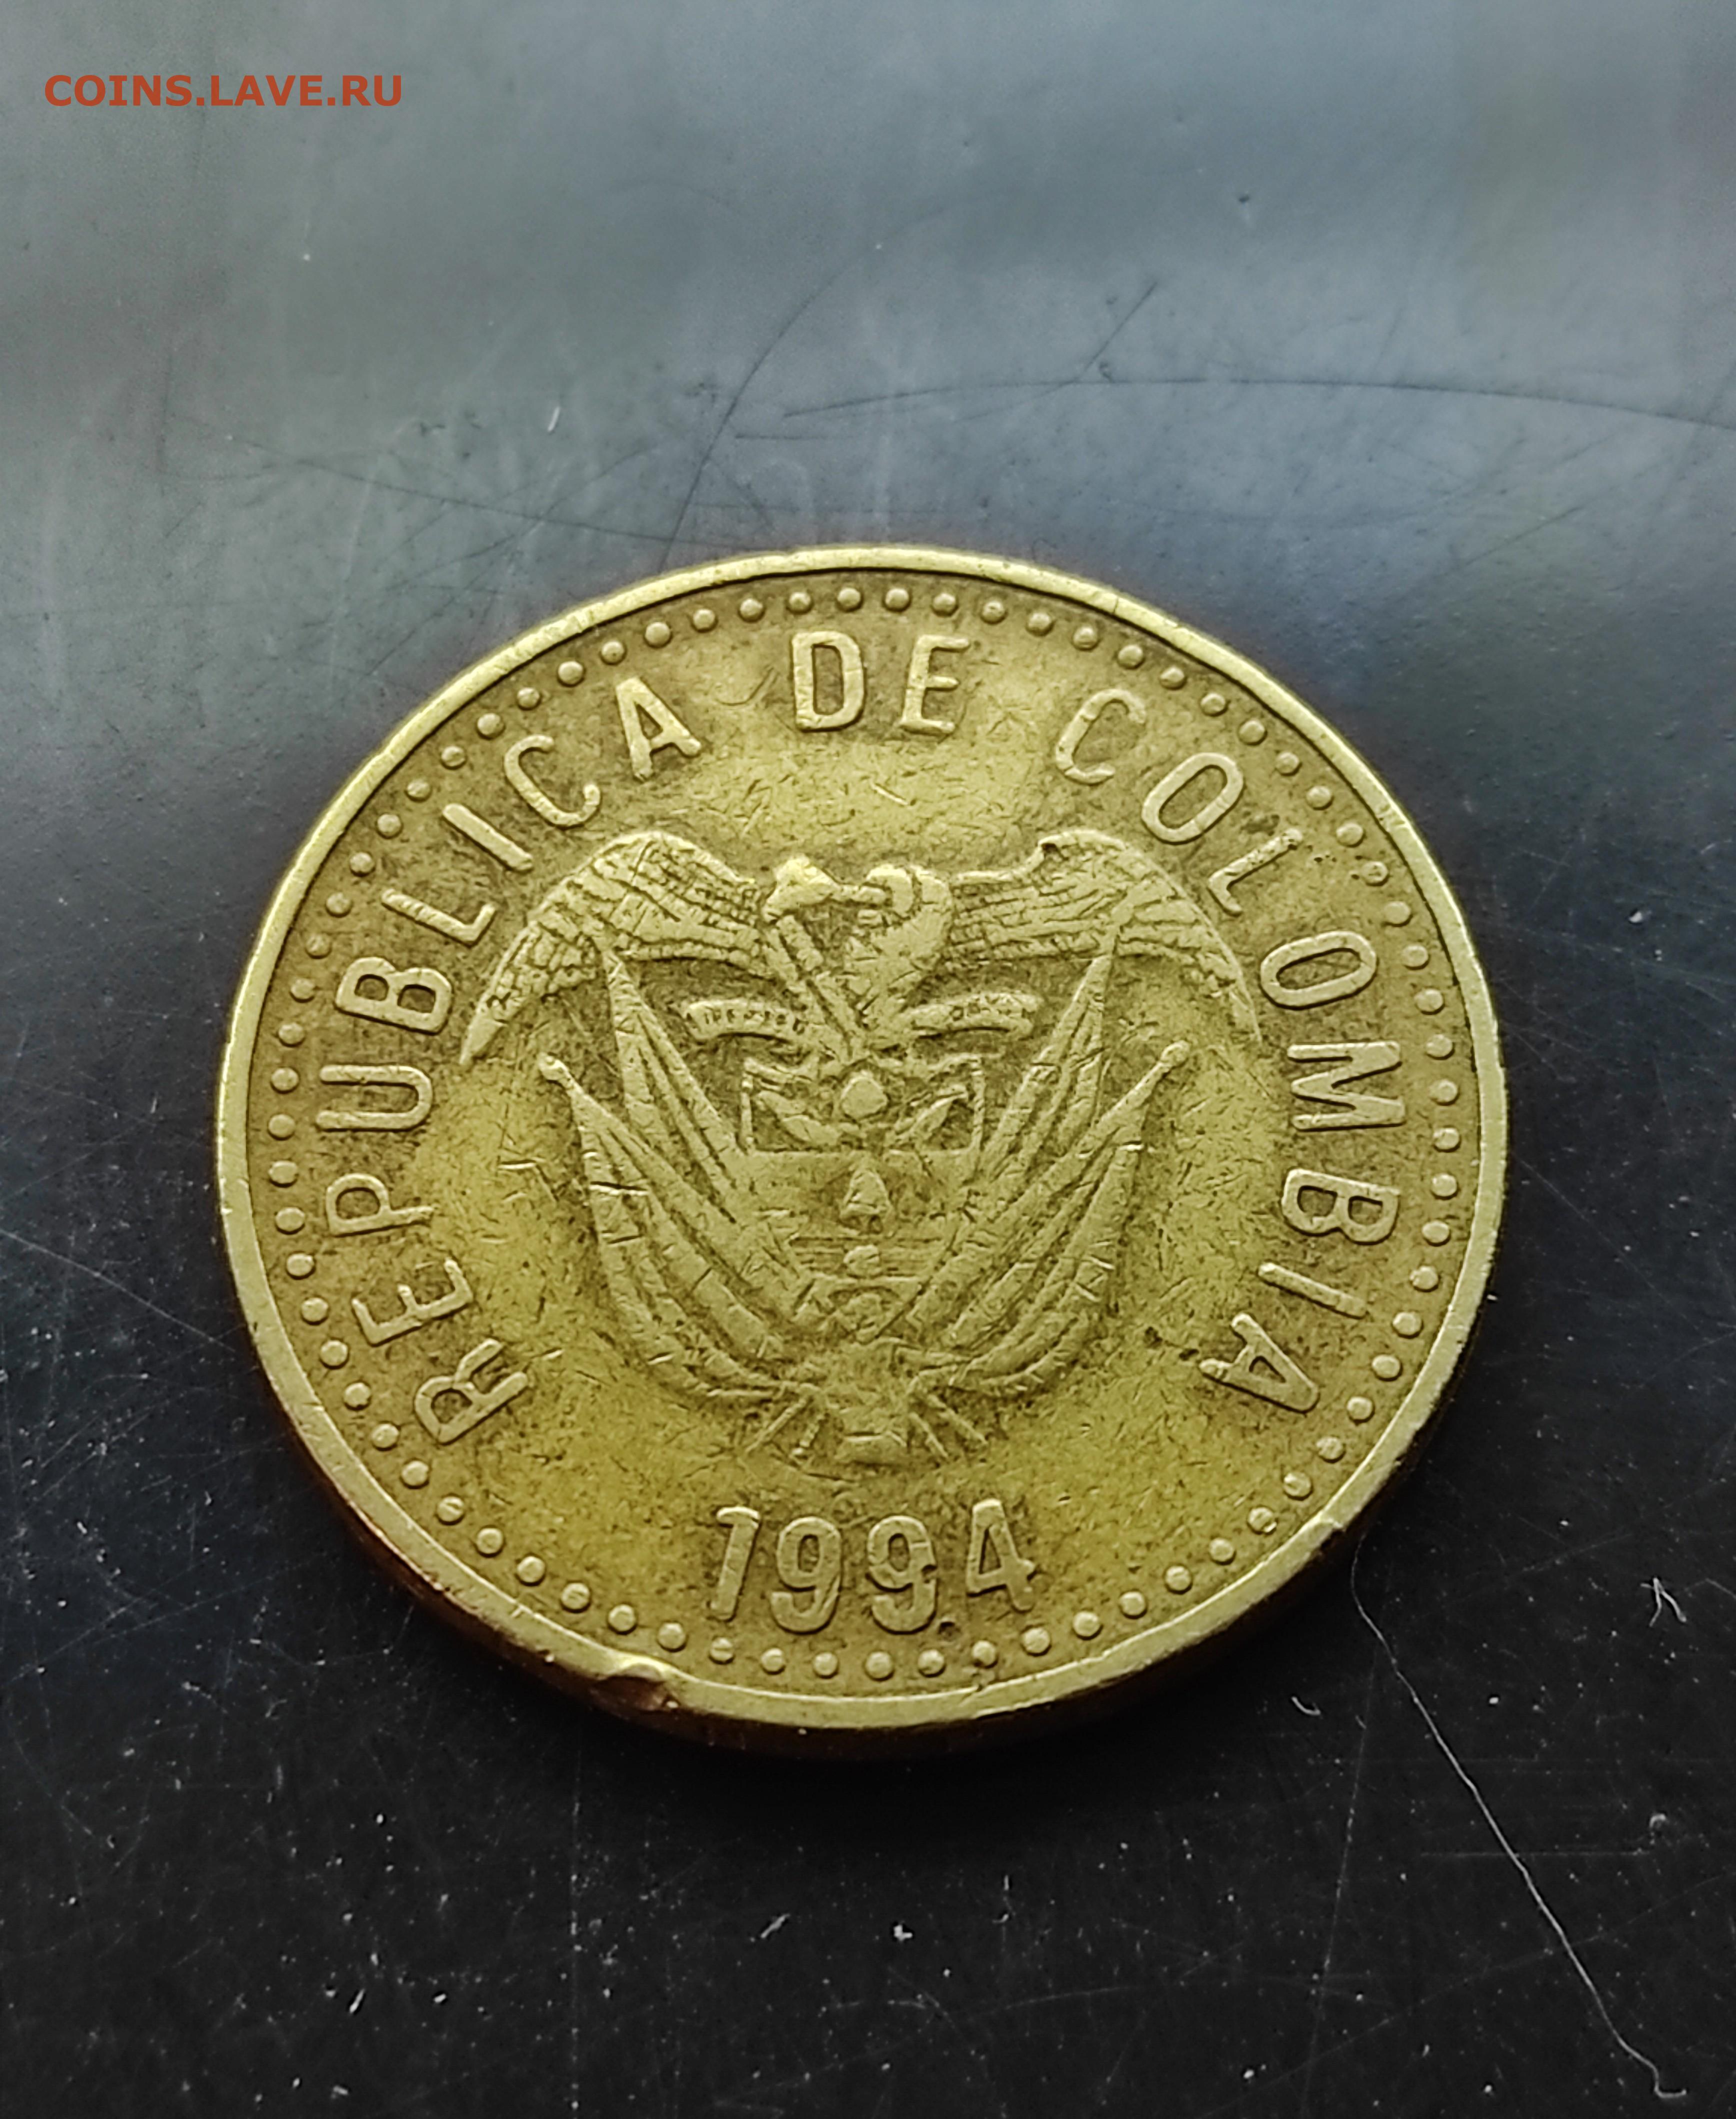 COINS.LAVE.RU
REPUBLICA DE COLOMBIA
1994